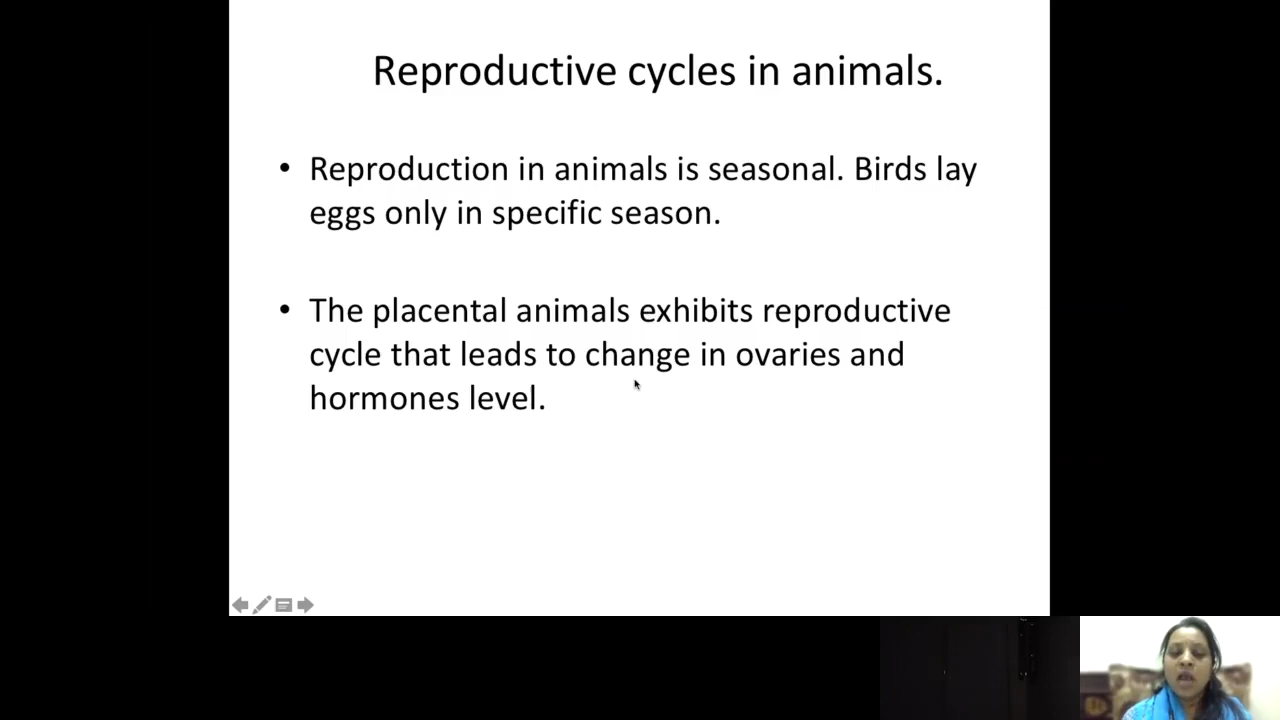 Reproductive cycles in animals.
• Reproduction in animals is seasonal. Birds lay
eggs only in specific season.
• The placental animals exhibits reproductive
cycle that leads to change in ovaries and
hormones level.